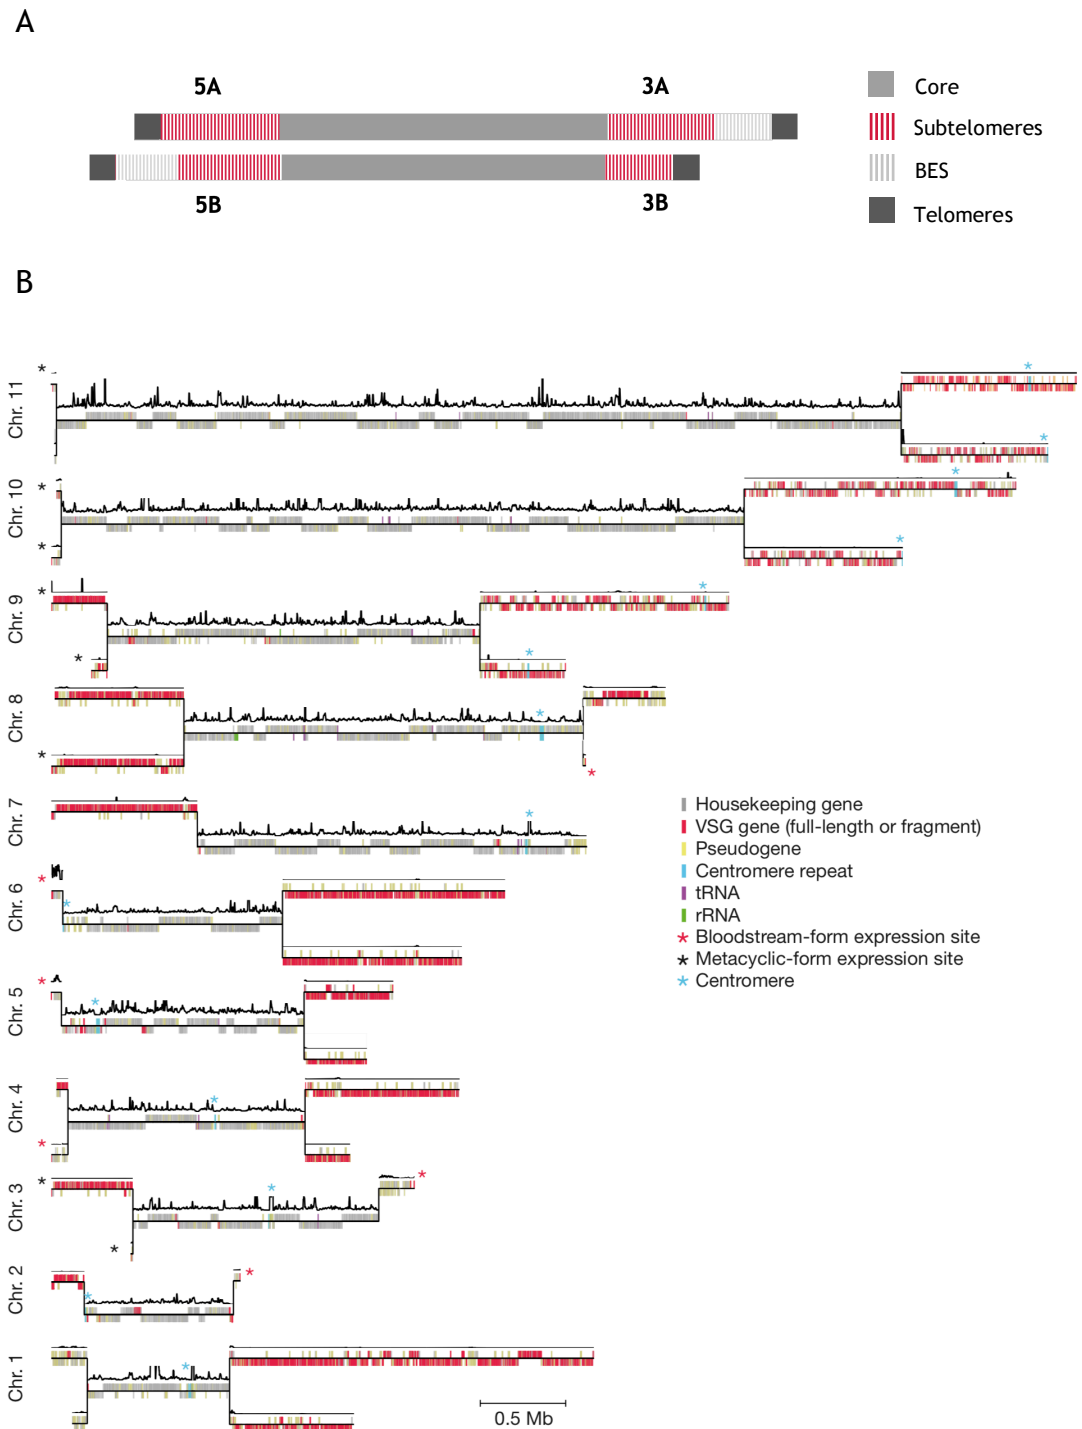 A
5A
3A
5B
3B
Core
Subtelomeres
BES
Telomeres
B
Chr. 11
Chr. 10
Chr. 9
Chr. 8
Chr. 7
Chr. 6
Chr. 5
Chr. 4
Chr. 3
Chr. 2
Chr. 1
Housekeeping gene
VSG gene (full-length or fragment)
Pseudogene
Centromere repeat
tRNA
rRNA
* Bloodstream-form expression site
* Metacyclic-form expression site
* Centromere
0.5 Mb